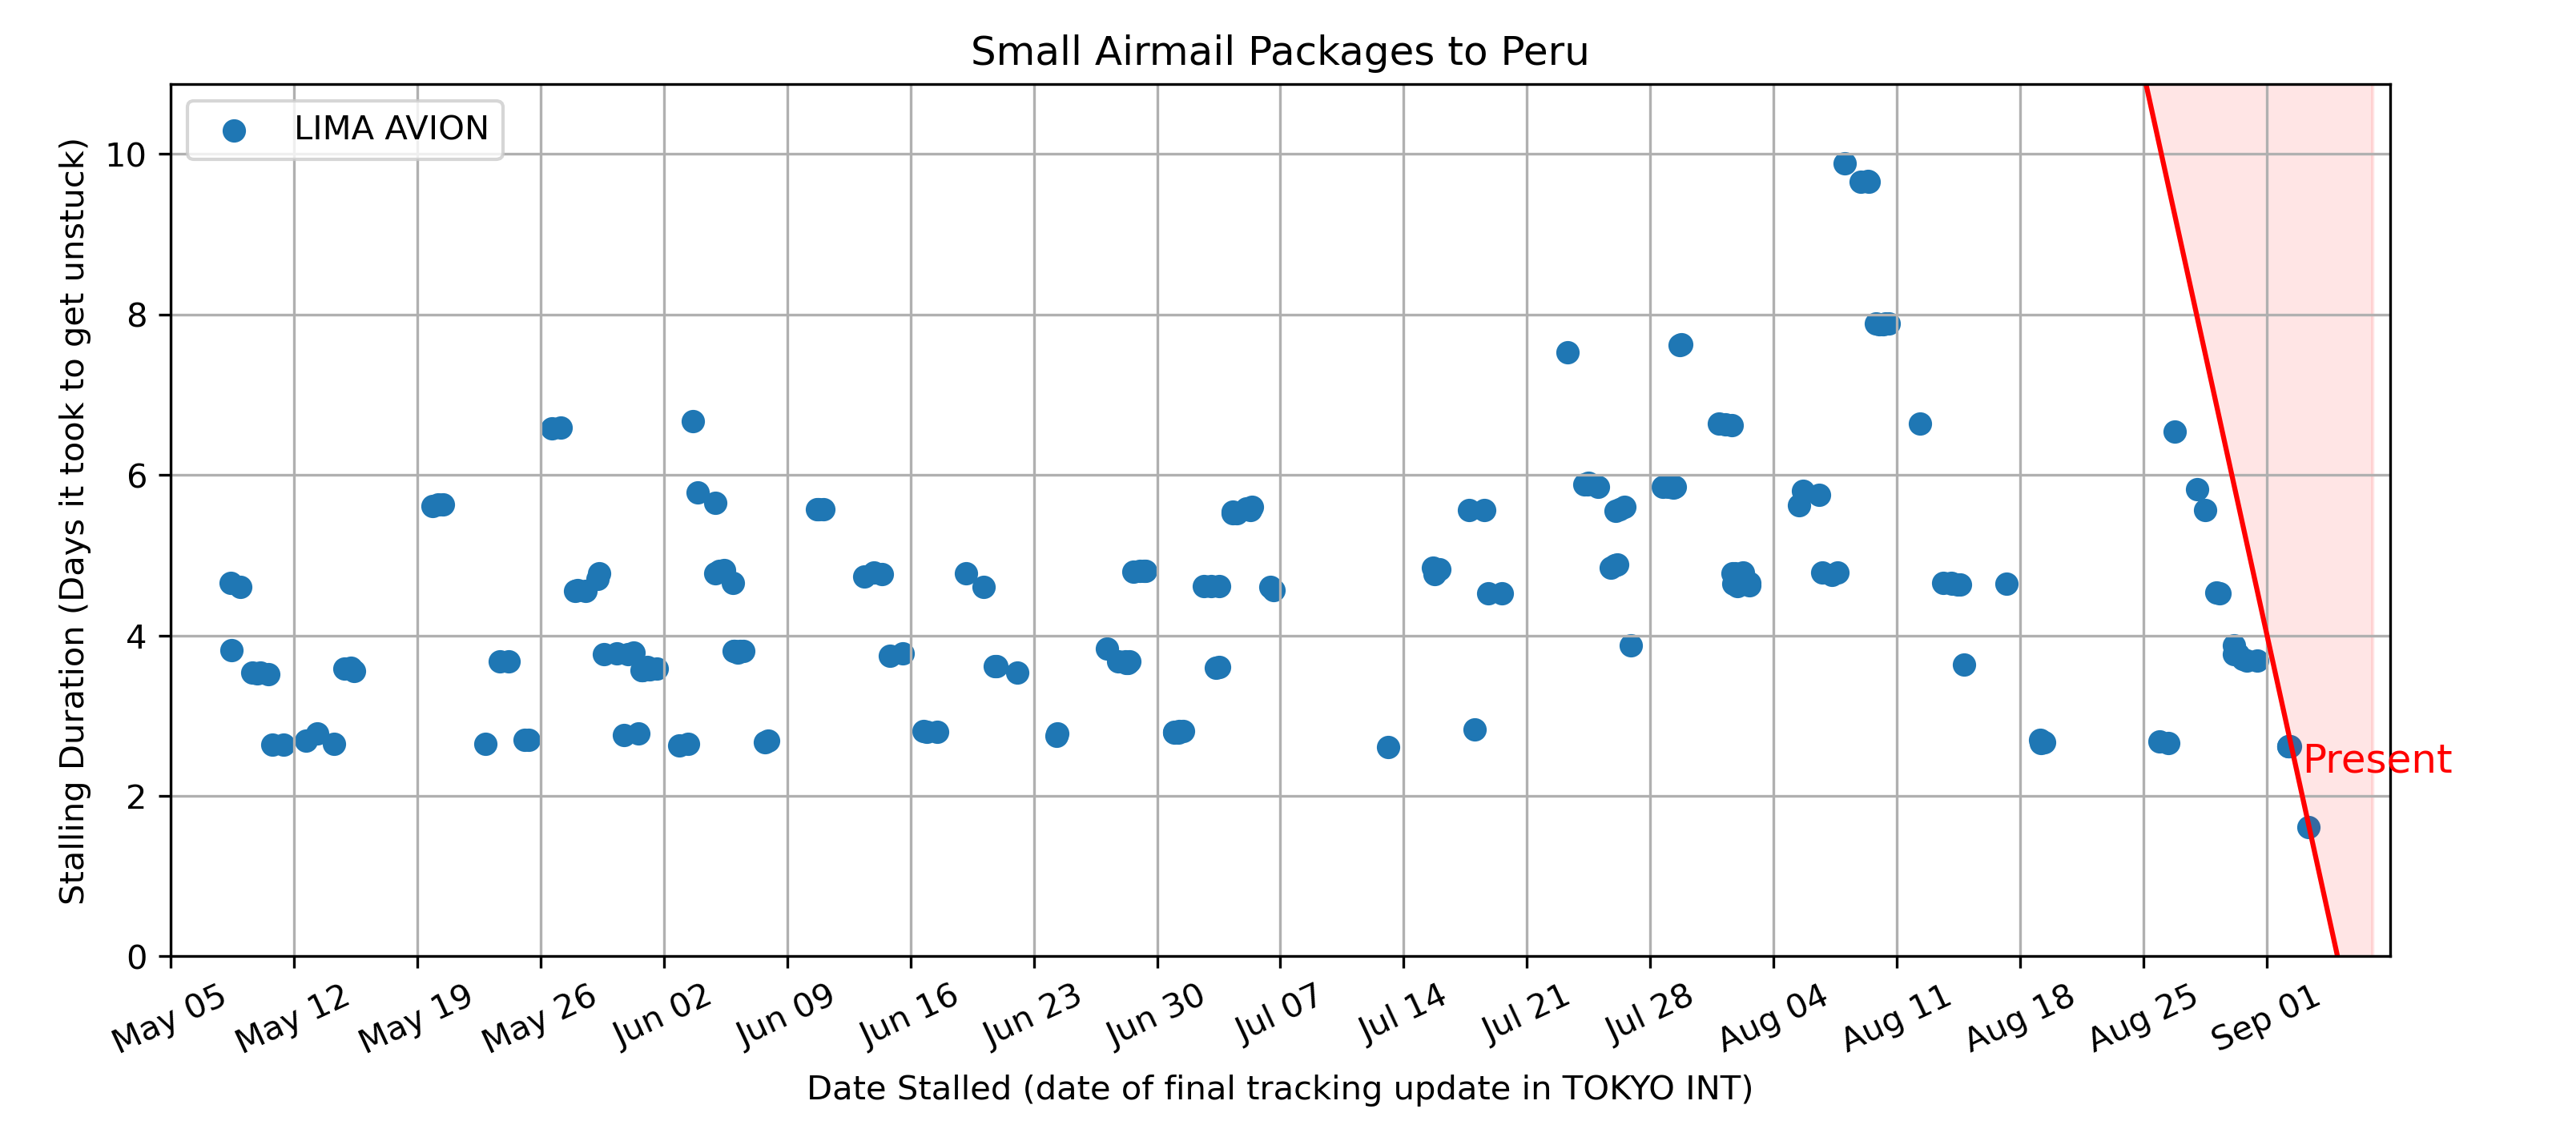 Small Airmail Packages to Peru
LIMA AVION
Stalling Duration (Days it took to get unstuck)
10
8
6
4
2
0
Present
May 05
May 12
May 19
May 26
Jun 02
Jun 09
Jun 16
Jun 23
Jun 30
Jul 07
Jul 14
Jul 21
Jul 28
Aug 04
Aug 11
Aug 18
Aug 25
Sep 01
Date Stalled (date of final tracking update in TOKYO INT)